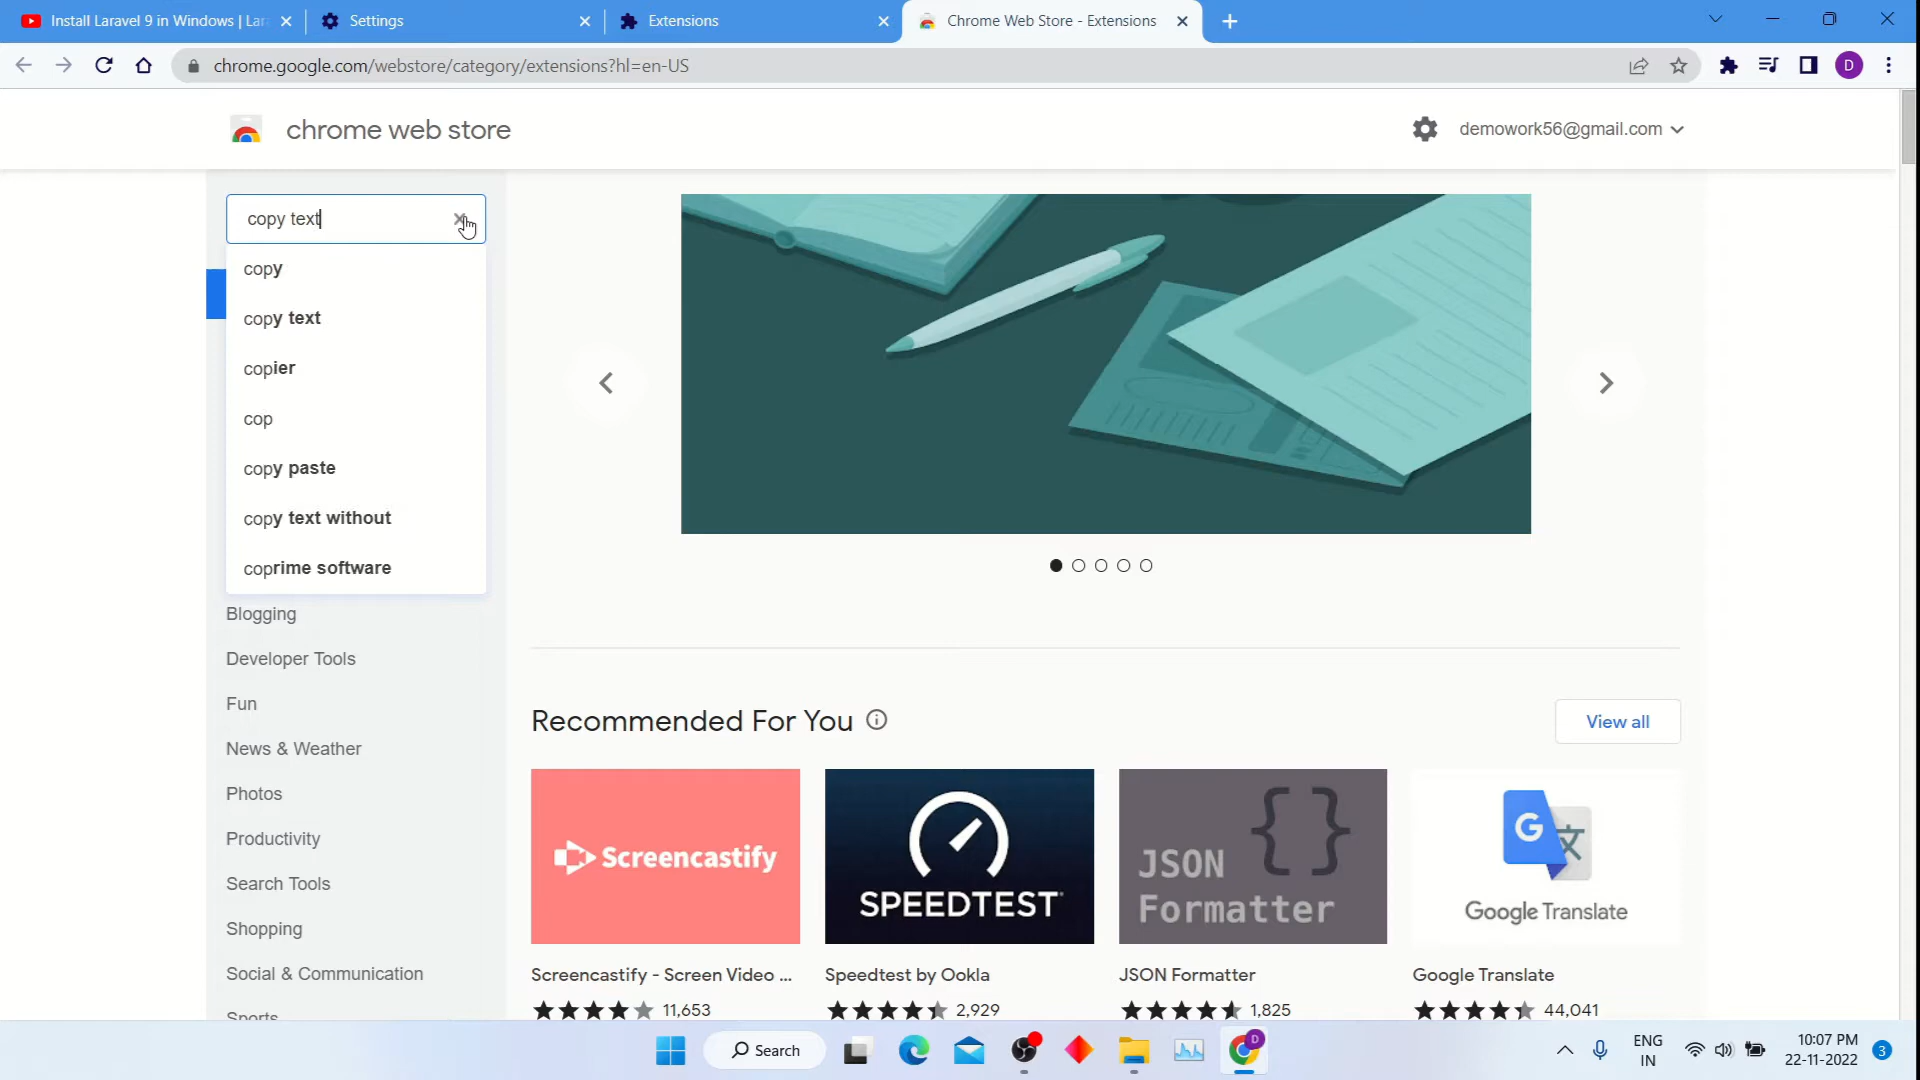 Install Laravel 9 in Windows | Lar
Settings
Extensions
Chrome Web Store - Extensions
chrome.google.com/webstore/category/extensions?hl=en-US
D
chrome web store
demowork56@gmail.com
copy text
copy
copy text
copier
cop
copy paste
copy text without
coprime software
Blogging
Developer Tools
Fun
News & Weather
Photos
Productivity
Search Tools
Shopping
Social & Communication
Sports
Recommended For You
View all
Screencastify
SPEEDTEST
JSON
Formatter
Google Translate
Screencastify - Screen Video ...
Speedtest by Ookla
JSON Formatter
Google Translate
11,653
2,929
1,825
44,041
Search
D
ENG
IN
10:07 PM
22-11-2022
3